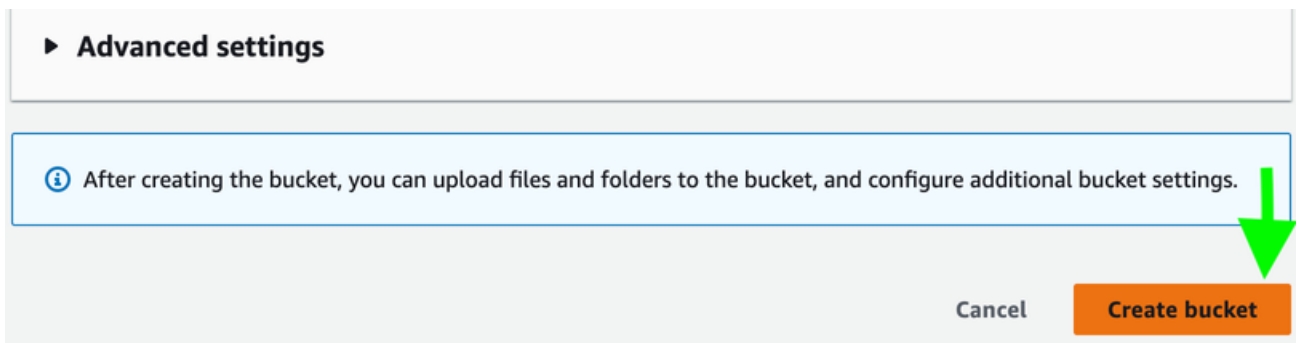 Advanced settings
After creating the bucket, you can upload files and folders to the bucket, and configure additional bucket settings.
Cancel
Create bucket